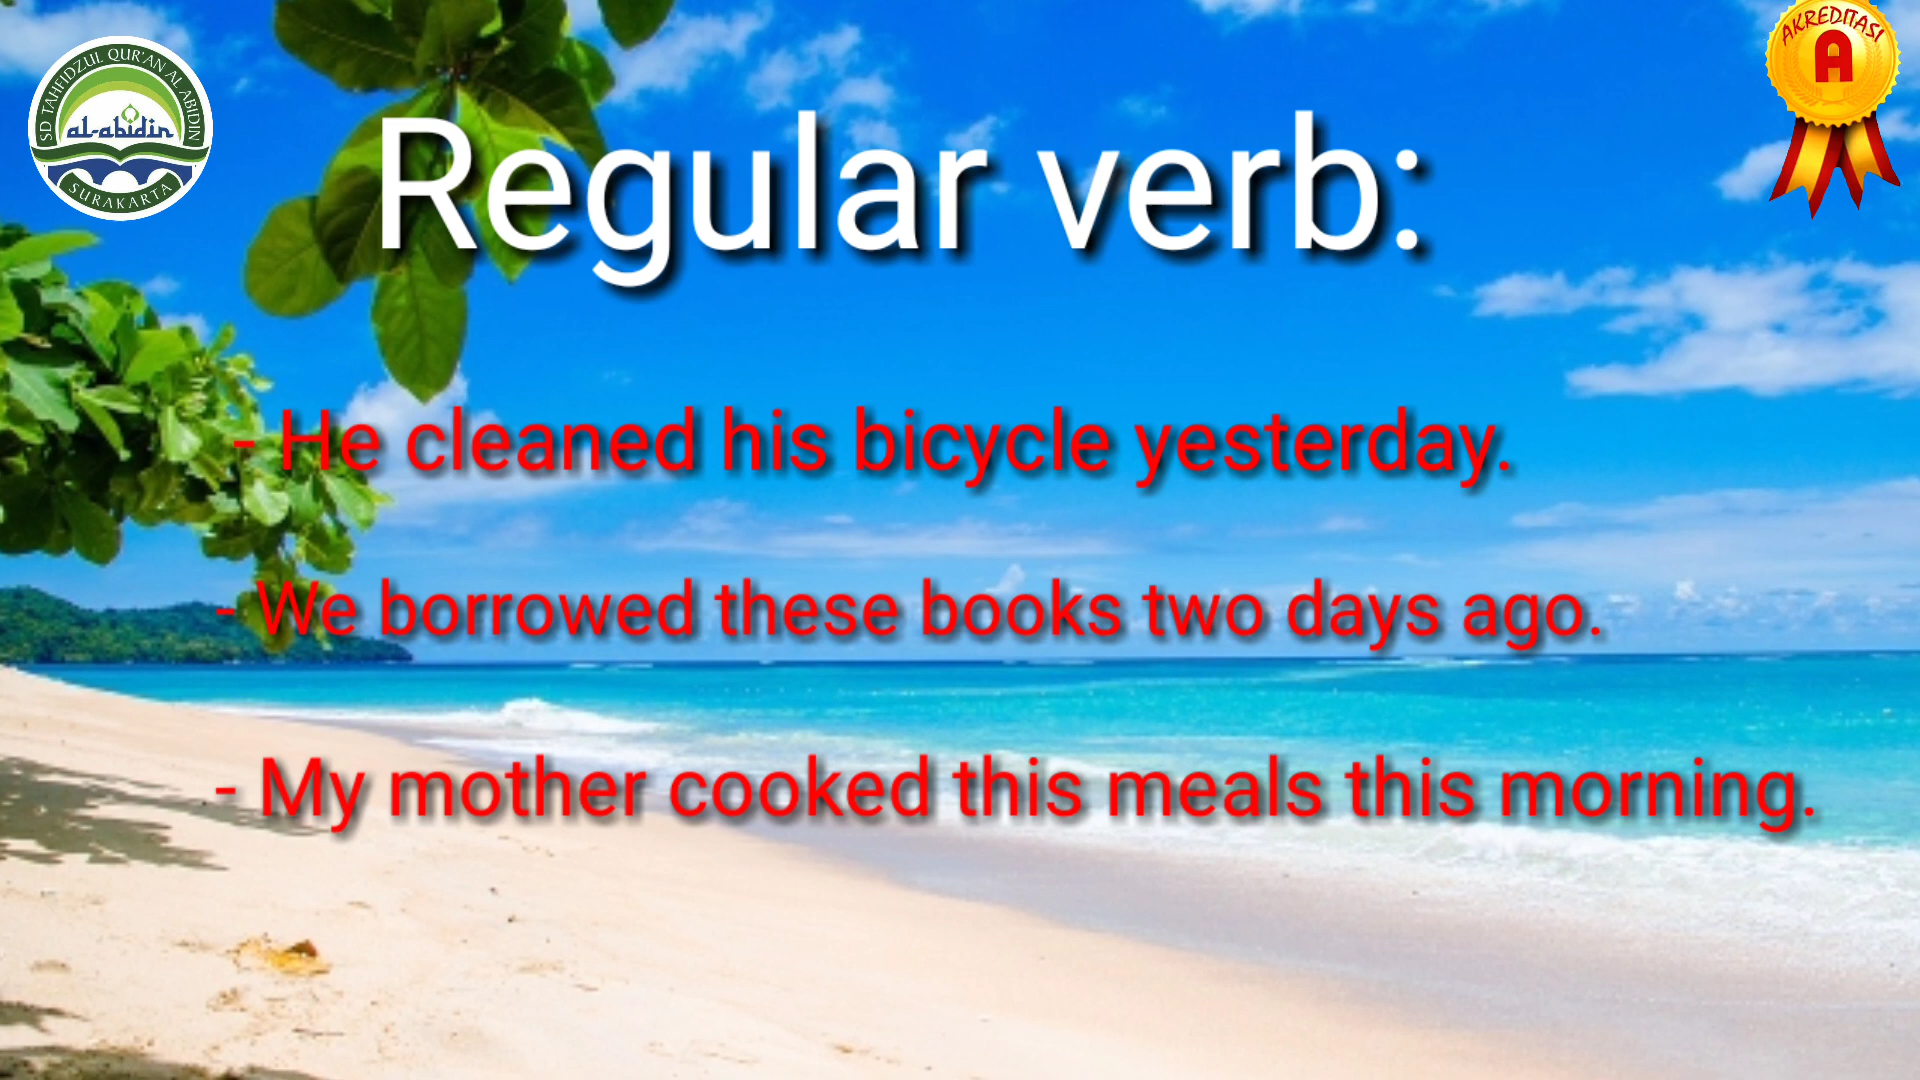 SD TAHFIDZUL QUR'AN AL ABIDIN
al-abidin
SURAKARTA
AKREDITASI
A
Regular verb:
- He cleaned his bicycle yesterday.
- We borrowed these books two days ago.
- My mother cooked this meals this morning.